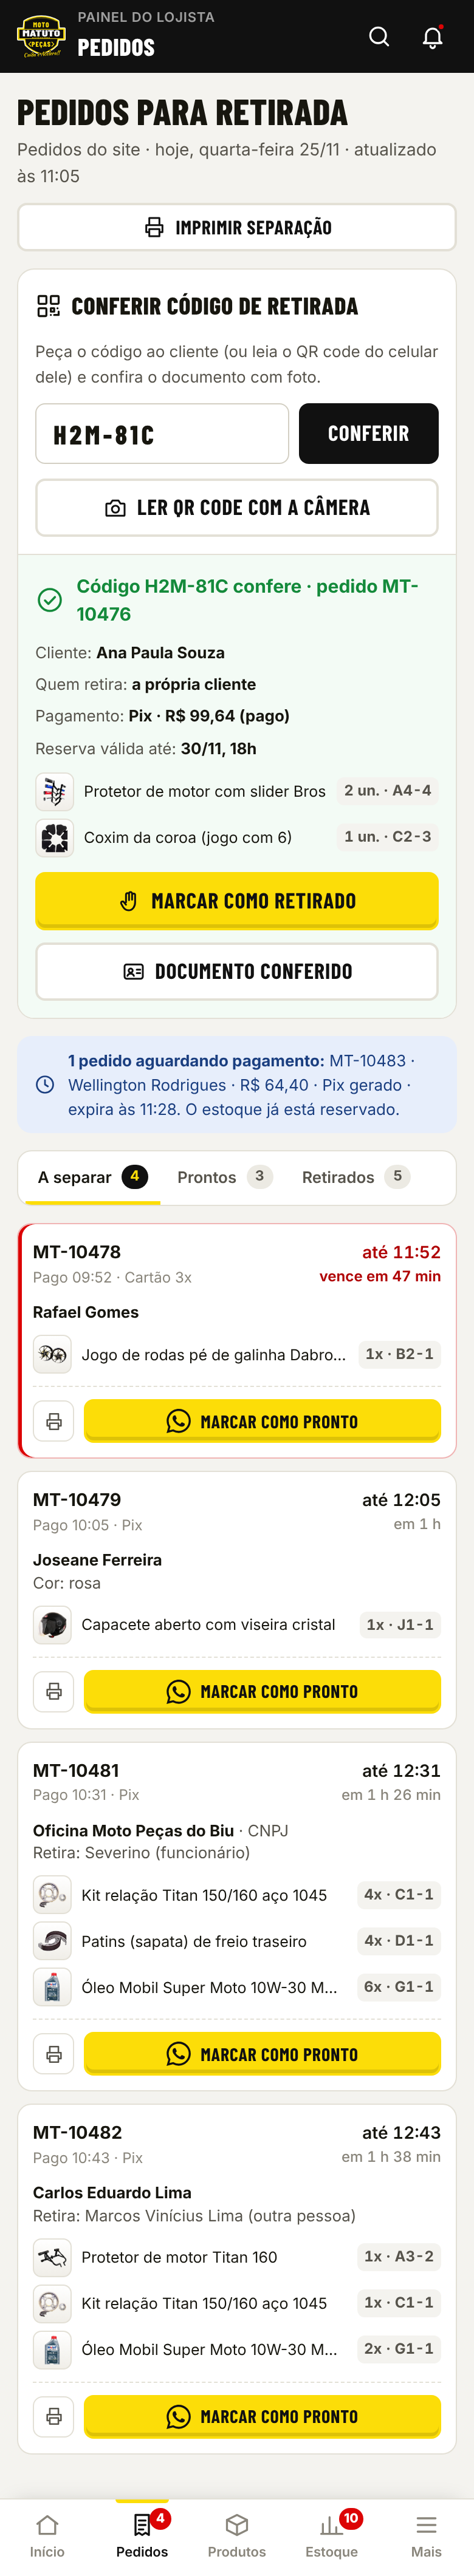 MOTO
MATUTO
PEÇAS
PAINEL DO LOJISTA
PEDIDOS
PEDIDOS PARA RETIRADA
Pedidos do site · hoje, quarta-feira 25/11 · atualizado
às 11:05
IMPRIMIR SEPARAÇÃO
CONFERIR CÓDIGO DE RETIRADA
Peça o código ao cliente (ou leia o QR code do celular
dele) e confira o documento com foto.
H2M-81C
CONFERIR
LER QR CODE COM A CÂMERA
Código H2M-81C confere · pedido MT-
10476
Cliente: Ana Paula Souza
Quem retira: a própria cliente
Pagamento: Pix · R$ 99,64 (pago)
Reserva válida até: 30/11, 18h
Protetor de motor com slider Bros
2 un. · A4-4
Coxim da coroa (jogo com 6)
1 un. · C2-3
MARCAR COMO RETIRADO
DOCUMENTO CONFERIDO
1 pedido aguardando pagamento: MT-10483 ·
Wellington Rodrigues · R$ 64,40 · Pix gerado ·
expira às 11:28. O estoque já está reservado.
A separar 4 Prontos 3 Retirados 5
MT-10478
até 11:52
Pago 09:52 · Cartão 3x
vence em 47 min
Rafael Gomes
Jogo de rodas pé de galinha Dabro...
1x · B2-1
MARCAR COMO PRONTO
MT-10479
até 12:05
Pago 10:05 · Pix
em 1 h
Joseane Ferreira
Cor: rosa
Capacete aberto com viseira cristal
1x · J1-1
MARCAR COMO PRONTO
MT-10481
até 12:31
Pago 10:31 · Pix
em 1 h 26 min
Oficina Moto Peças do Biu · CNPJ
Retira: Severino (funcionário)
Kit relação Titan 150/160 aço 1045
4x · C1-1
Patins (sapata) de freio traseiro
4x · D1-1
Óleo Mobil Super Moto 10W-30 M...
6x · G1-1
MARCAR COMO PRONTO
MT-10482
até 12:43
Pago 10:43 · Pix
em 1 h 38 min
Carlos Eduardo Lima
Retira: Marcos Vinícius Lima (outra pessoa)
Protetor de motor Titan 160
1x · A3-2
Kit relação Titan 150/160 aço 1045
1x · C1-1
Óleo Mobil Super Moto 10W-30 M...
2x · G1-1
MARCAR COMO PRONTO
4
10
Início
Pedidos
Produtos
Estoque
Mais